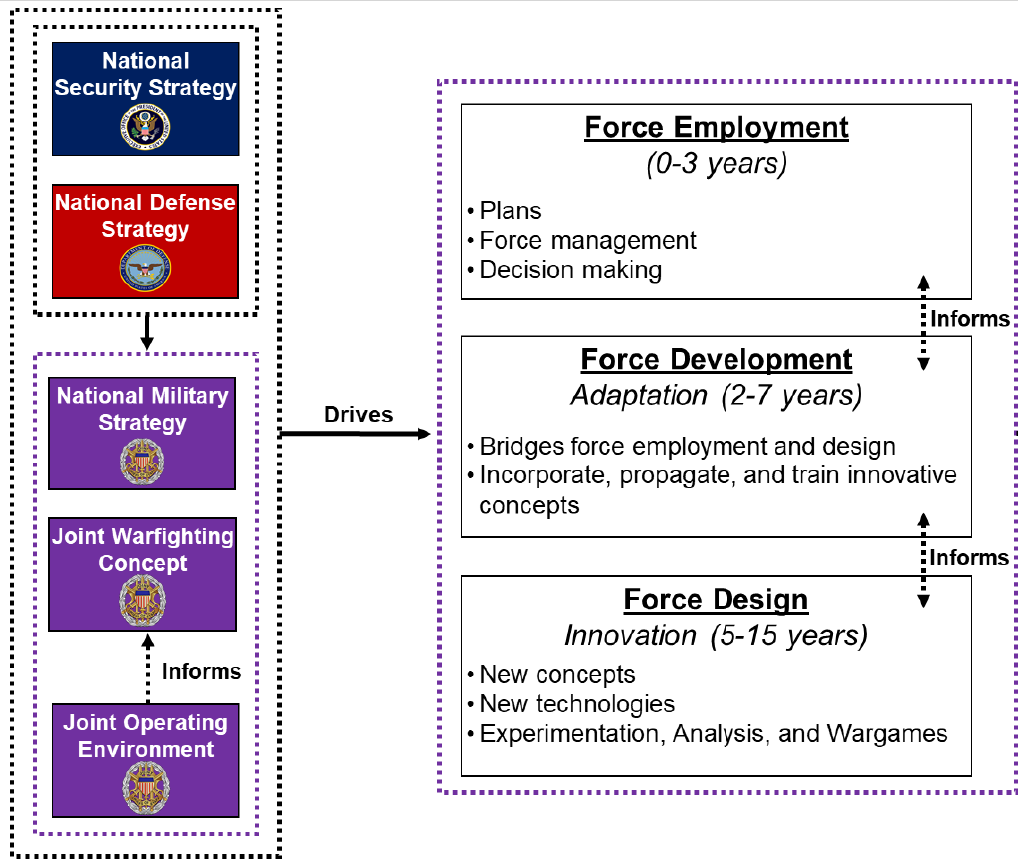 National
Security Strategy
National Defense
Strategy
National Military
Strategy
Joint Warfighting
Concept
Informs
Joint Operating
Environment
Drives
Force Employment
(0-3 years)
• Plans
• Force management
• Decision making
Informs
Force Development
Adaptation (2-7 years)
• Bridges force employment and design
• Incorporate, propagate, and train innovative
concepts
Informs
Force Design
Innovation (5-15 years)
• New concepts
• New technologies
• Experimentation, Analysis, and Wargames